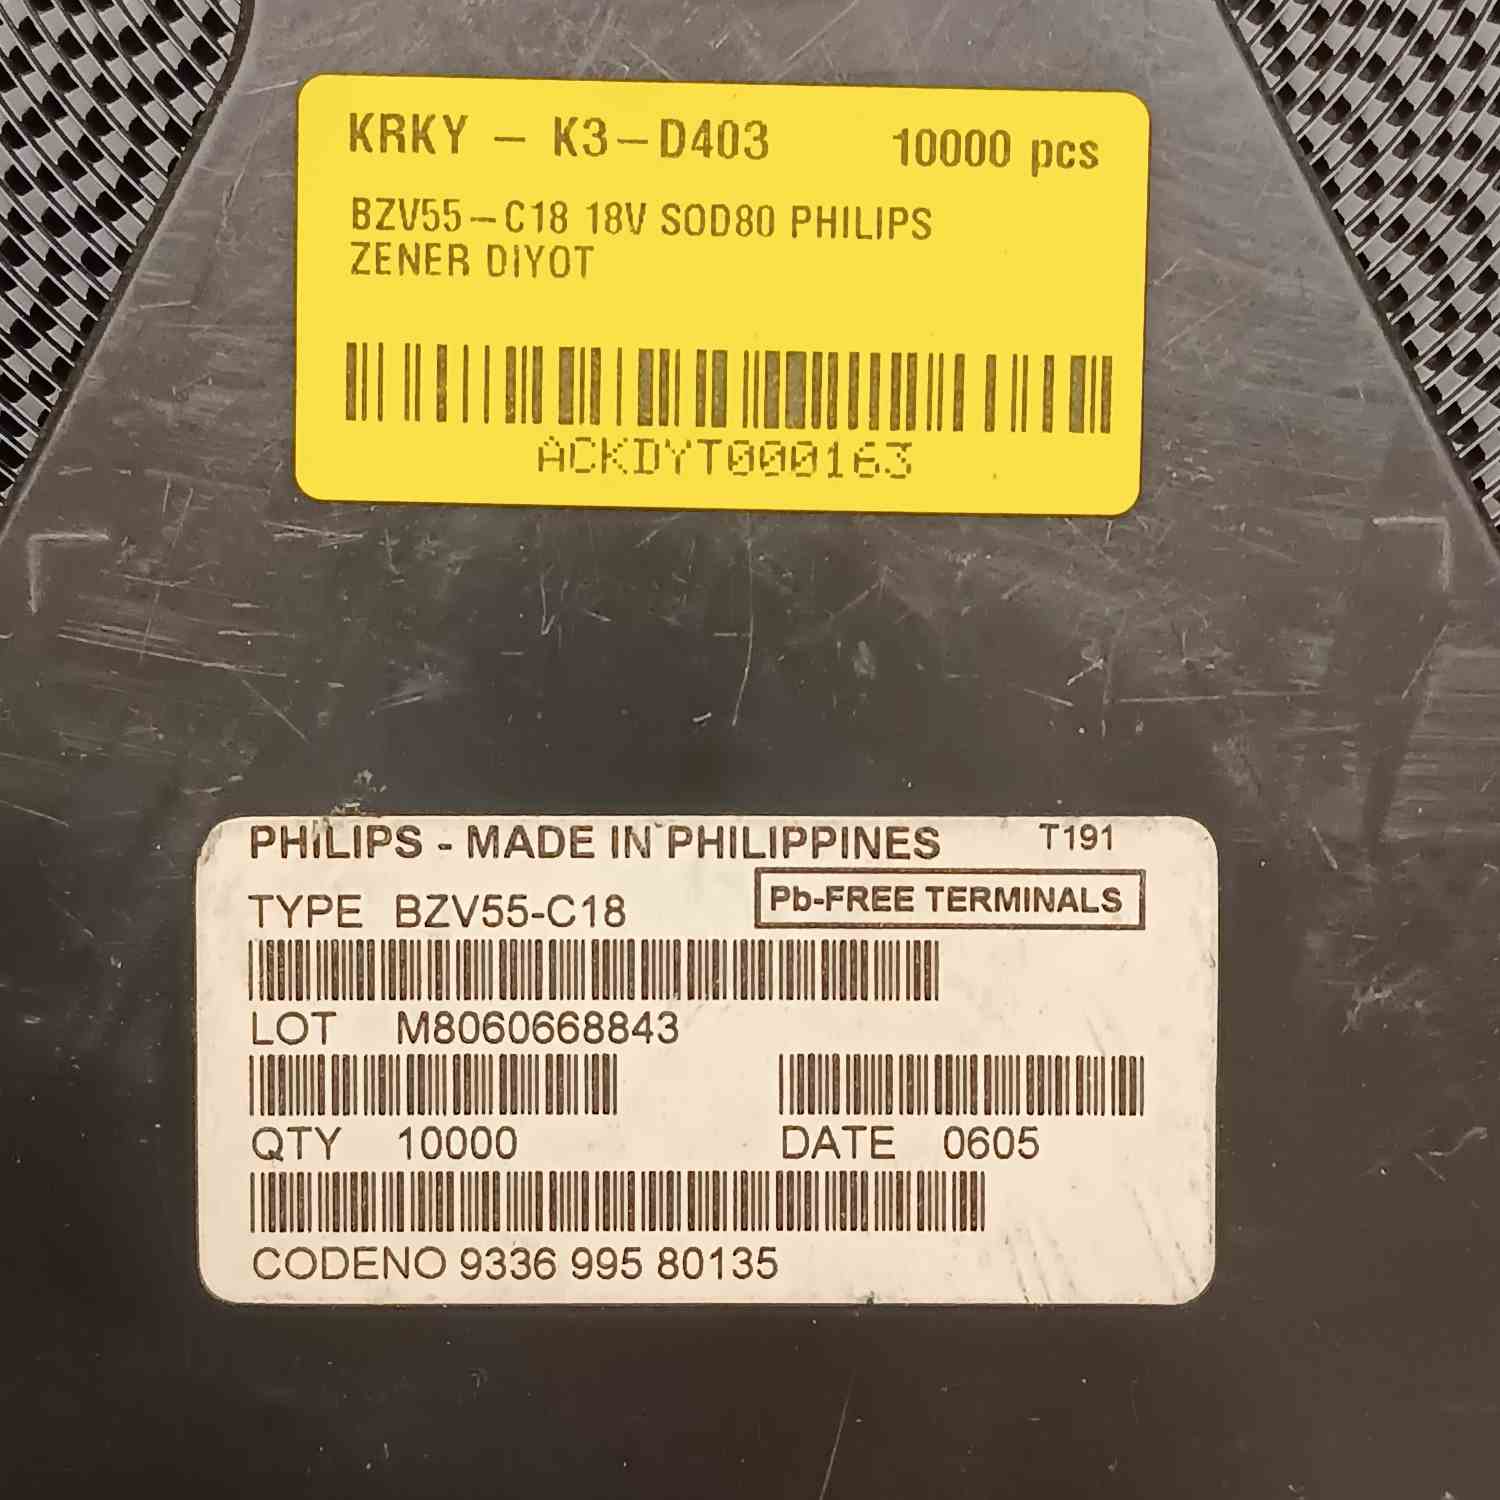 KRKY - K3-D403 10000 pcs
BZV55-C18 18V SOD80 PHILIPS
ZENER DIYOT
ACKDYT000163
PHILIPS - MADE IN PHILIPPINES T191
TYPE BZV55-C18 Pb-FREE TERMINALS
LOT M8060668843
QTY 10000 DATE 0605
CODENO 9336 995 80135